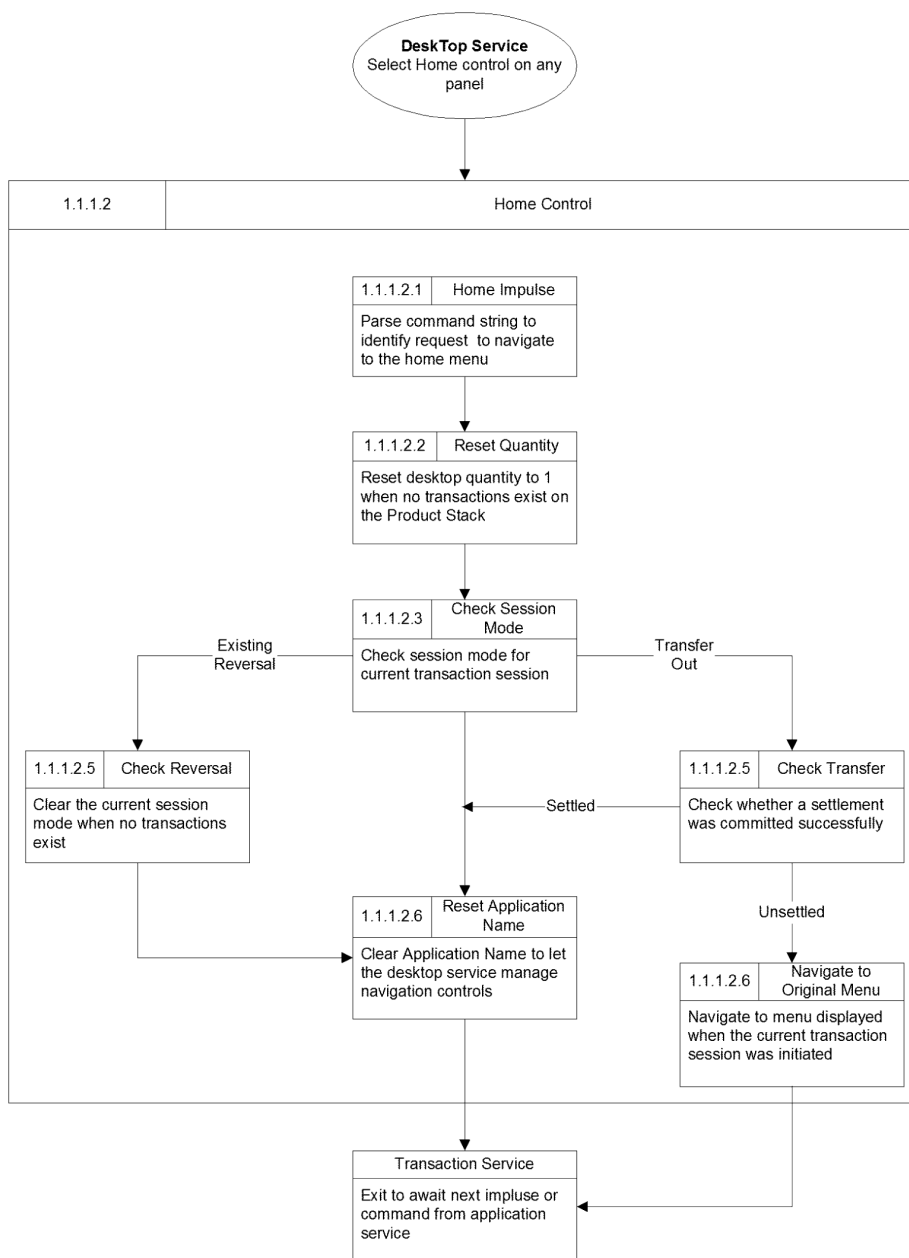 DeskTop Service
Select Home control on any
panel
1.1.1.2
Home Control
1.1.1.2.1
Home Impulse
Parse command string to
identify request to navigate
to the home menu
1.1.1.2.2
Reset Quantity
Reset desktop quantity to 1
when no transactions exist on
the Product Stack
1.1.1.2.3
Check Session
Mode
Check session mode for
current transaction session
Existing
Reversal
Transfer
Out
1.1.1.2.5
Check Reversal
Clear the current session
mode when no transactions
exist
1.1.1.2.5
Check Transfer
Check whether a settlement
was committed successfully
Settled
Unsettled
1.1.1.2.6
Reset Application
Name
Clear Application Name to let
the desktop service manage
navigation controls
1.1.1.2.6
Navigate to
Original Menu
Navigate to menu displayed
when the current transaction
session was initiated
Transaction Service
Exit to await next impluse or
command from application
service